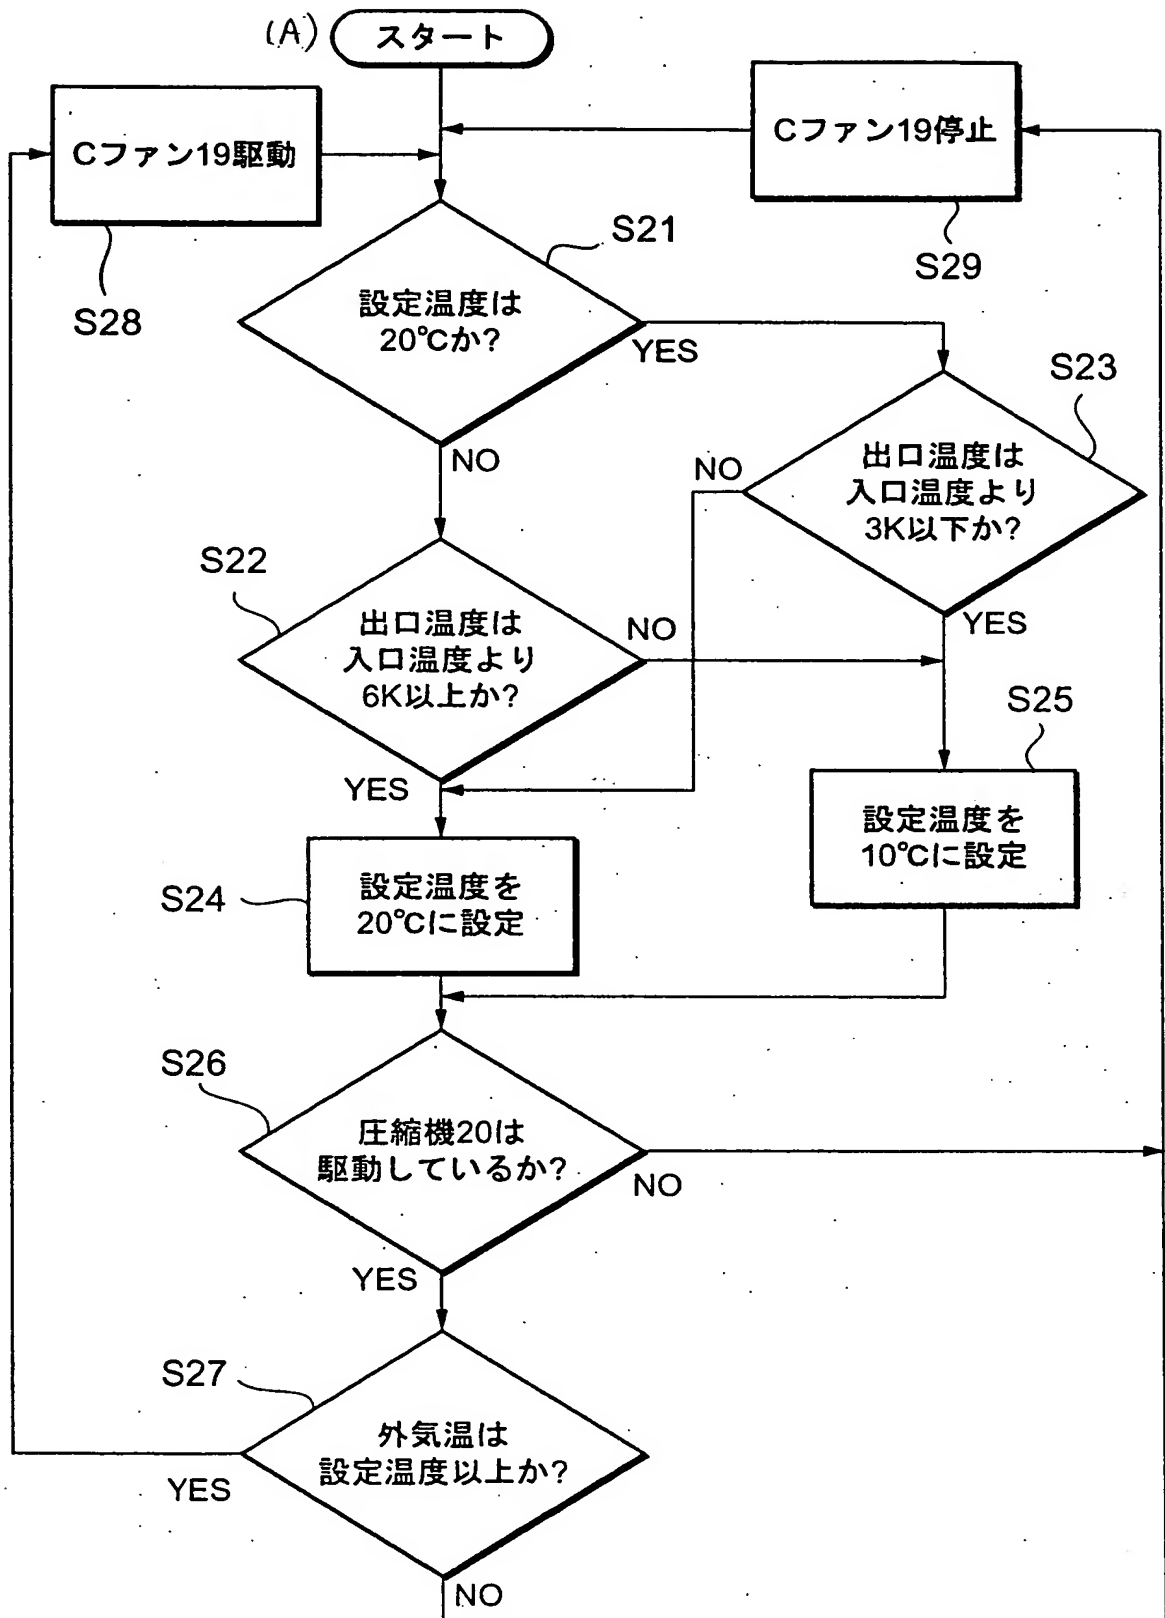 (A)
スタート
Cファン19駆動
Cファン19停止
S28
S29
S21
設定温度は
20℃か?
YES
NO
S23
出口温度は
入口温度より
3K以下か?
NO
YES
S22
出口温度は
入口温度より
6K以上か?
NO
YES
S25
設定温度を
10℃に設定
S24
設定温度を
20℃に設定
S26
圧縮機20は
駆動しているか?
NO
YES
S27
外気温は
設定温度以上か?
YES
NO